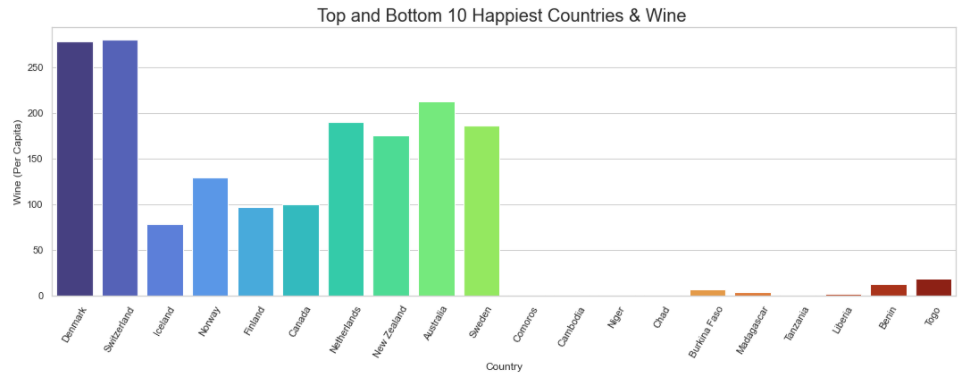 Top and Bottom 10 Happiest Countries & Wine
Wine (Per Capita)
250
200
150
100
50
0
Denmark
Switzerland
Iceland
Norway
Finland
Canada
Netherlands
New Zealand
Australia
Sweden
Comoros
Cambodia
Niger
Chad
Burkina Faso
Madagascar
Tanzania
Liberia
Benin
Togo
Country